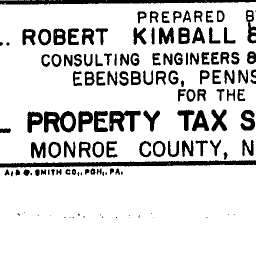 PREPARED B
.. ROBERT KIMBALL &
CONSULTING ENGINEERS &
EBENSBURG, PENNS
FOR THE
L PROPERTY TAX S
MONROE COUNTY, N
A. & W. SMITH CO., PGH., PA.